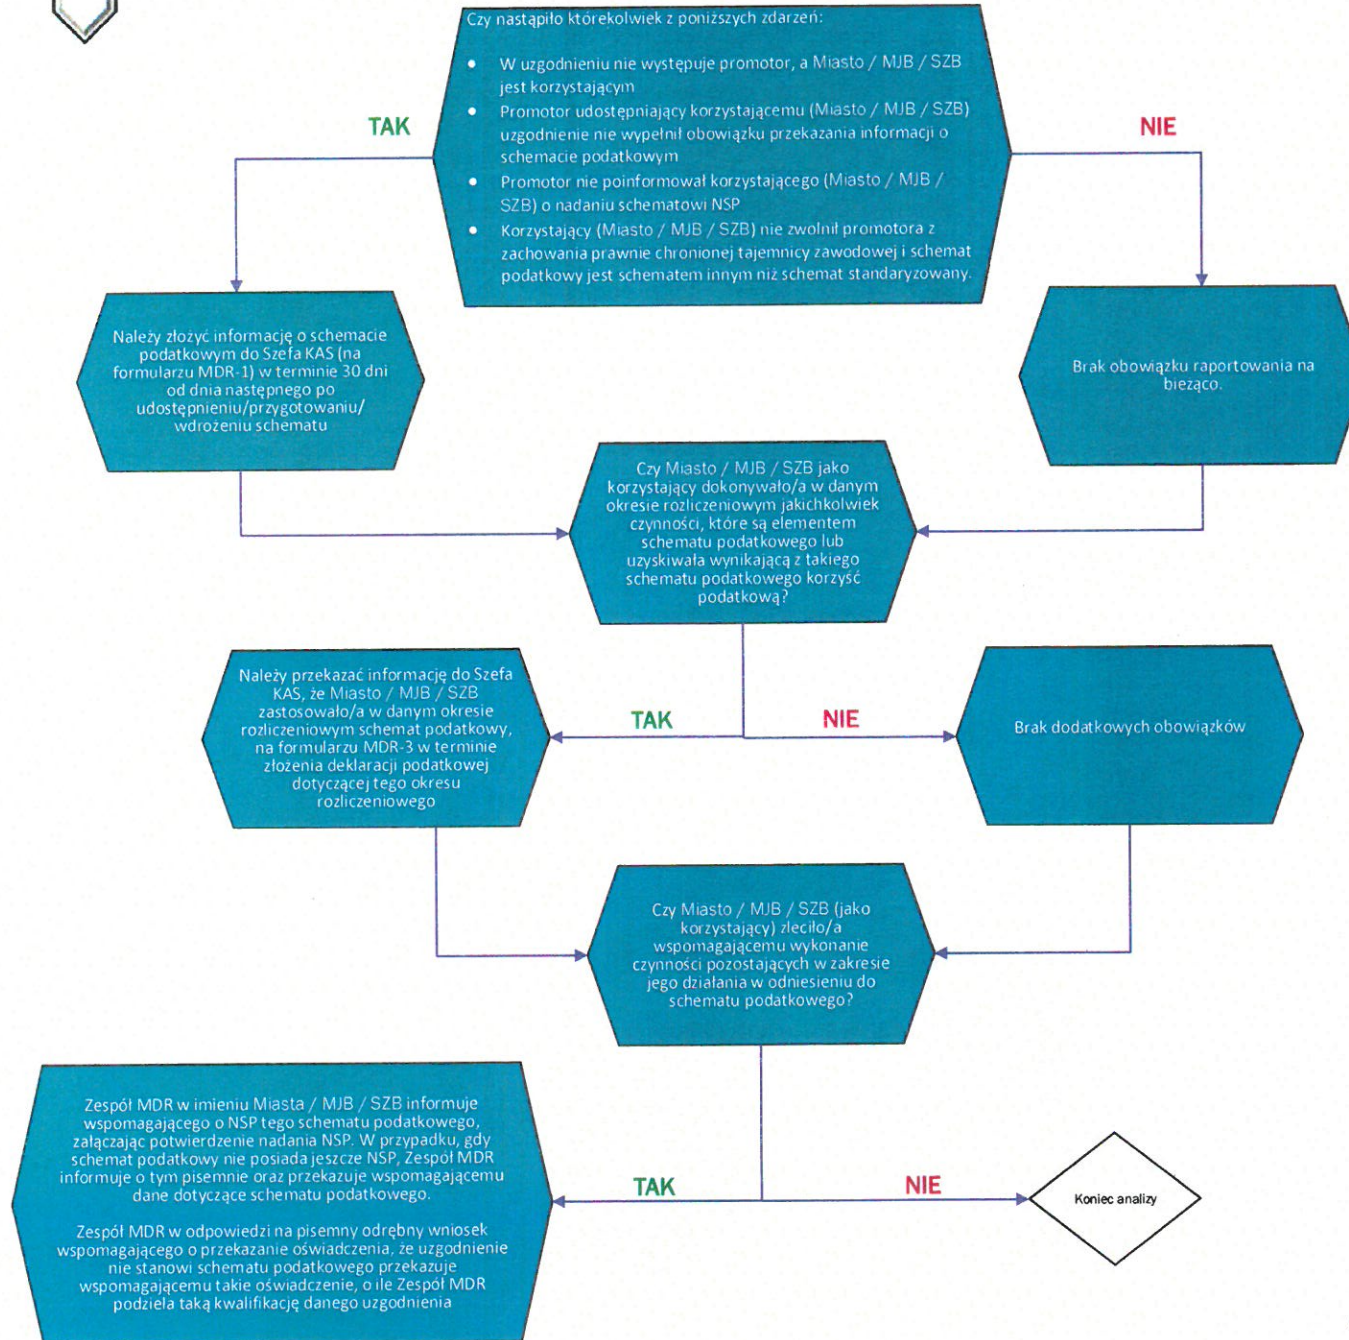 Czy nastąpiło którekolwiek z poniższych zdarzeń:
• W uzgodnieniu nie występuje promotor, a Miasto / MJB / SZB
jest korzystającym
• Promotor udostępniający korzystającemu (Miasto / MJB / SZB)
uzgodnienie nie wypełnił obowiązku przekazania informacji o
schemacie podatkowym
• Promotor nie poinformował korzystającego (Miasto / MJB /
SZB) o nadaniu schematowi NSP
• Korzystający (Miasto / MJB / SZB) nie zwolnił promotora z
zachowania prawnie chronionej tajemnicy zawodowej i schemat
podatkowy jest schematem innym niż schemat standaryzowany.
TAK
NIE
Należy złożyć informację o schemacie
podatkowym do Szefa KAS (na
formularzu MDR-1) w terminie 30 dni
od dnia następnego po
udostępnieniu/przygotowaniu/
wdrożeniu schematu
Brak obowiązku raportowania na
bieżąco.
Czy Miasto / MJB / SZB jako
korzystający dokonywało/a w danym
okresie rozliczeniowym jakichkolwiek
czynności, które są elementem
schematu podatkowego lub
uzyskiwała wynikającą z takiego
schematu podatkowego korzyść
podatkową?
Należy przekazać informację do Szefa
KAS, że Miasto / MJB / SZB
zastosowało/a w danym okresie
rozliczeniowym schemat podatkowy,
na formularzu MDR-3 w terminie
złożenia deklaracji podatkowej
dotyczącej tego okresu
rozliczeniowego
TAK
NIE
Brak dodatkowych obowiązków
Czy Miasto / MJB / SZB (jako
korzystający) zleciło/a
wspomagającemu wykonanie
czynności pozostających w zakresie
jego działania w odniesieniu do
schematu podatkowego?
Zespół MDR w imieniu Miasta / MJB / SZB informuje
wspomagającego o NSP tego schematu podatkowego,
załączając potwierdzenie nadania NSP. W przypadku, gdy
schemat podatkowy nie posiada jeszcze NSP, Zespół MDR
informuje o tym pisemnie oraz przekazuje wspomagającemu
dane dotyczące schematu podatkowego.
Zespół MDR w odpowiedzi na pisemny odrębny wniosek
wspomagającego o przekazanie oświadczenia, że uzgodnienie
nie stanowi schematu podatkowego przekazuje
wspomagającemu takie oświadczenie, o ile Zespół MDR
podziela taką kwalifikację danego uzgodnienia
TAK
NIE
Koniec analizy